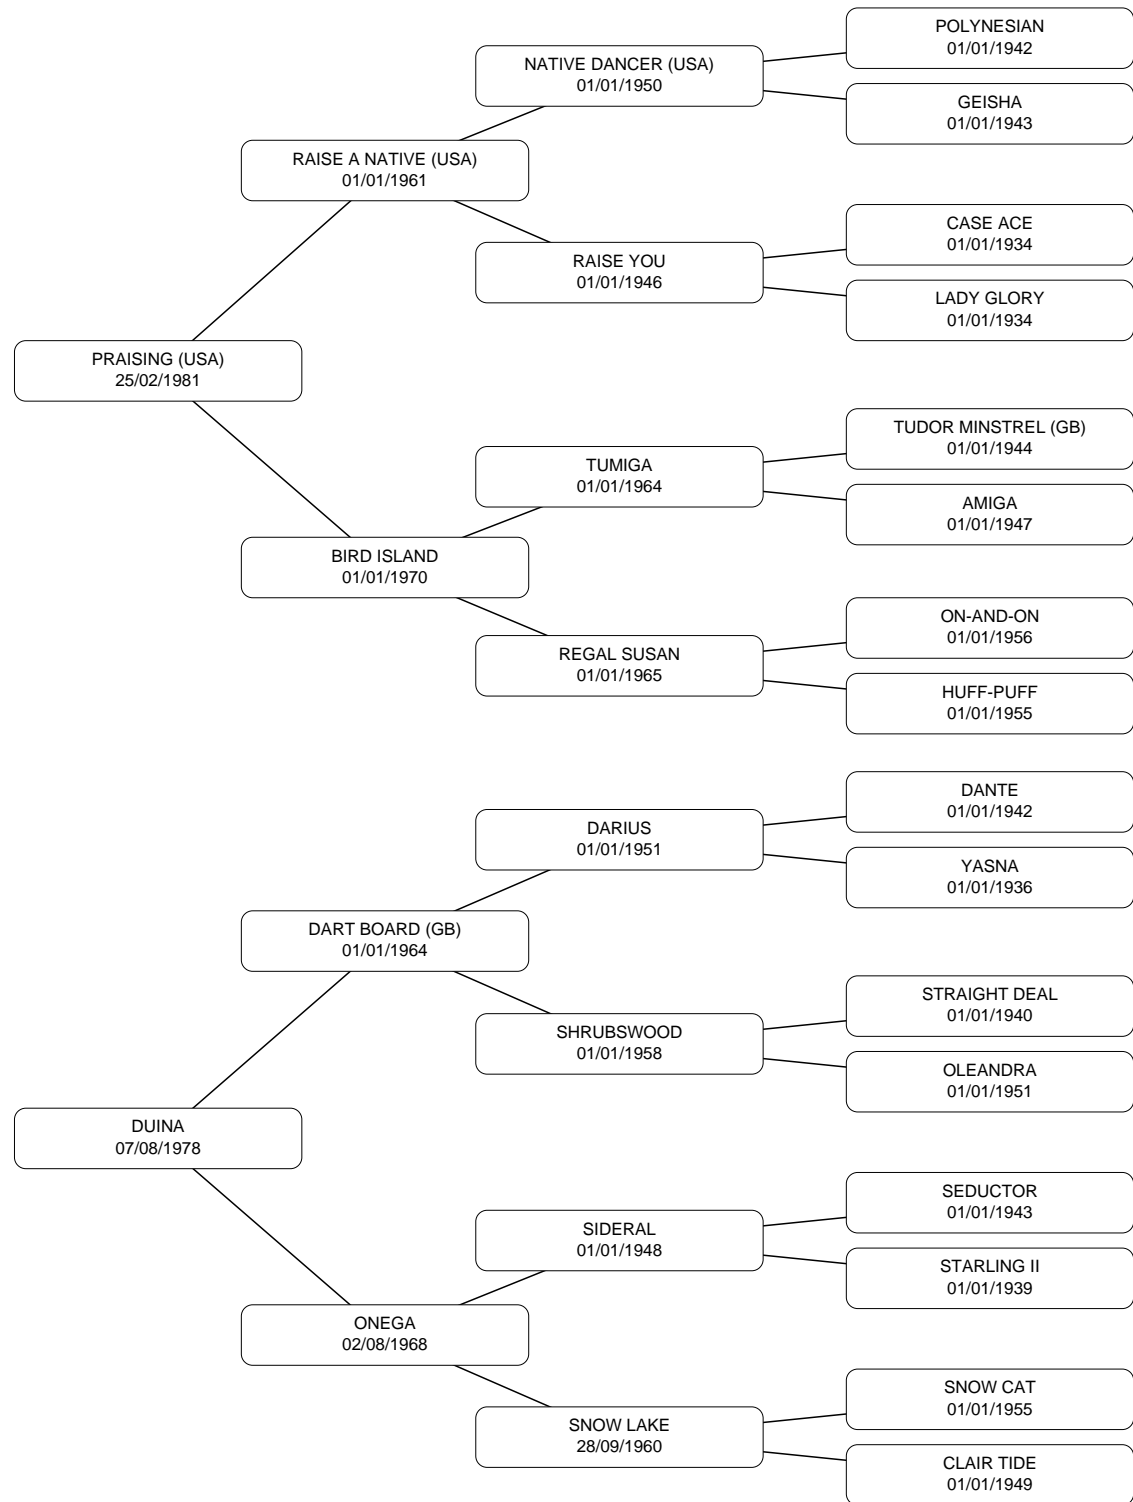 POLYNESIAN
01/01/1942
NATIVE DANCER (USA)
01/01/1950
GEISHA
01/01/1943
RAISE A NATIVE (USA)
01/01/1961
CASE ACE
01/01/1934
RAISE YOU
01/01/1946
LADY GLORY
01/01/1934
PRAISING (USA)
25/02/1981
TUDOR MINSTREL (GB)
01/01/1944
TUMIGA
01/01/1964
AMIGA
01/01/1947
BIRD ISLAND
01/01/1970
ON-AND-ON
01/01/1956
REGAL SUSAN
01/01/1965
HUFF-PUFF
01/01/1955
DANTE
01/01/1942
DARIUS
01/01/1951
YASNA
01/01/1936
DART BOARD (GB)
01/01/1964
STRAIGHT DEAL
01/01/1940
SHRUBSWOOD
01/01/1958
OLEANDRA
01/01/1951
DUINA
07/08/1978
SEDUCTOR
01/01/1943
SIDERAL
01/01/1948
STARLING II
01/01/1939
ONEGA
02/08/1968
SNOW CAT
01/01/1955
SNOW LAKE
28/09/1960
CLAIR TIDE
01/01/1949